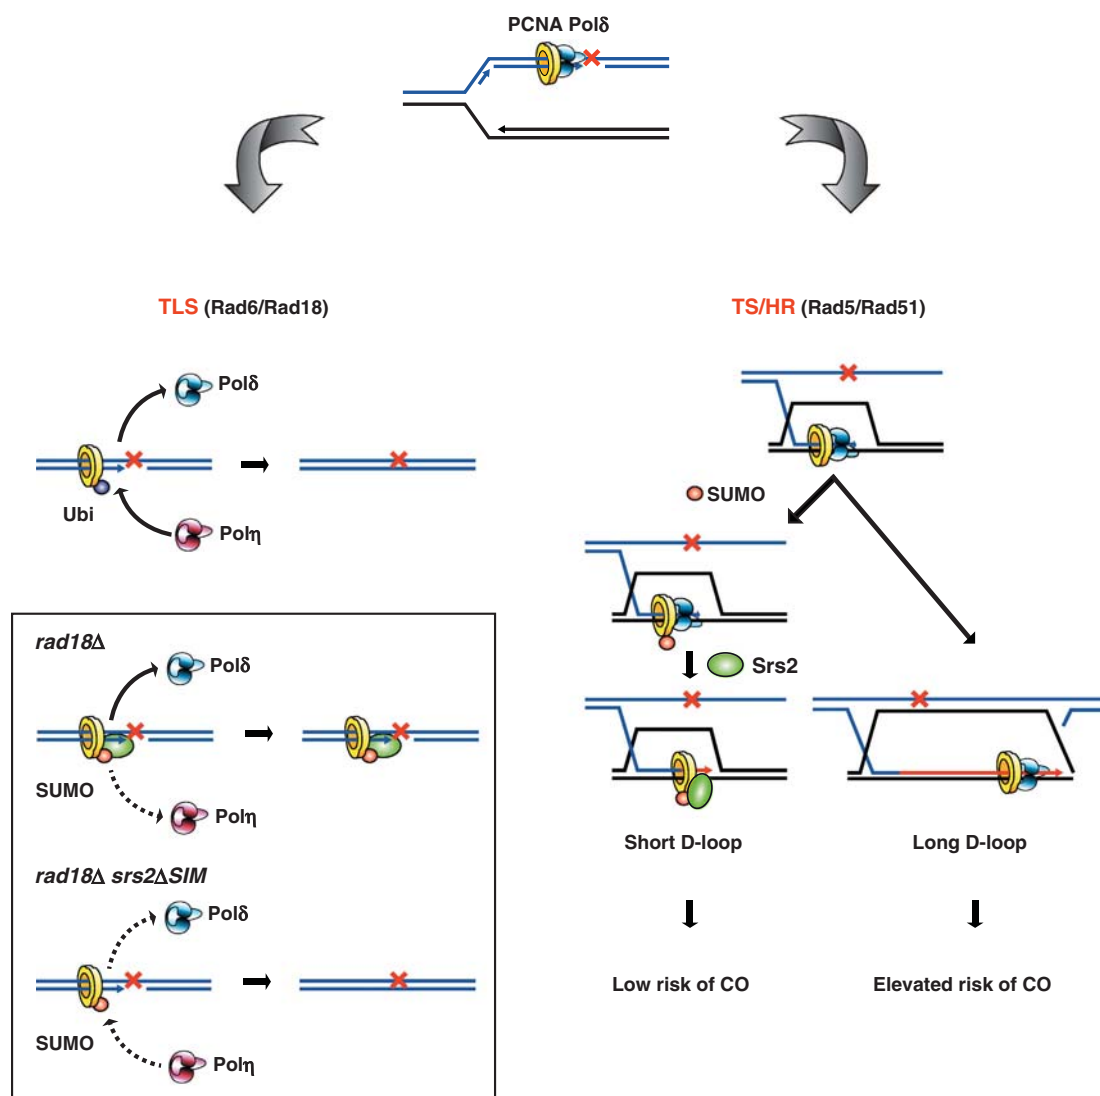 PCNA Polδ
TLS (Rad6/Rad18)
Polδ
Ubi
Polη
rad18Δ
Polδ
SUMO
Polη
rad18Δ srs2ΔSIM
Polδ
SUMO
Polη
TS/HR (Rad5/Rad51)
SUMO
Srs2
Short D-loop
Long D-loop
Low risk of CO
Elevated risk of CO